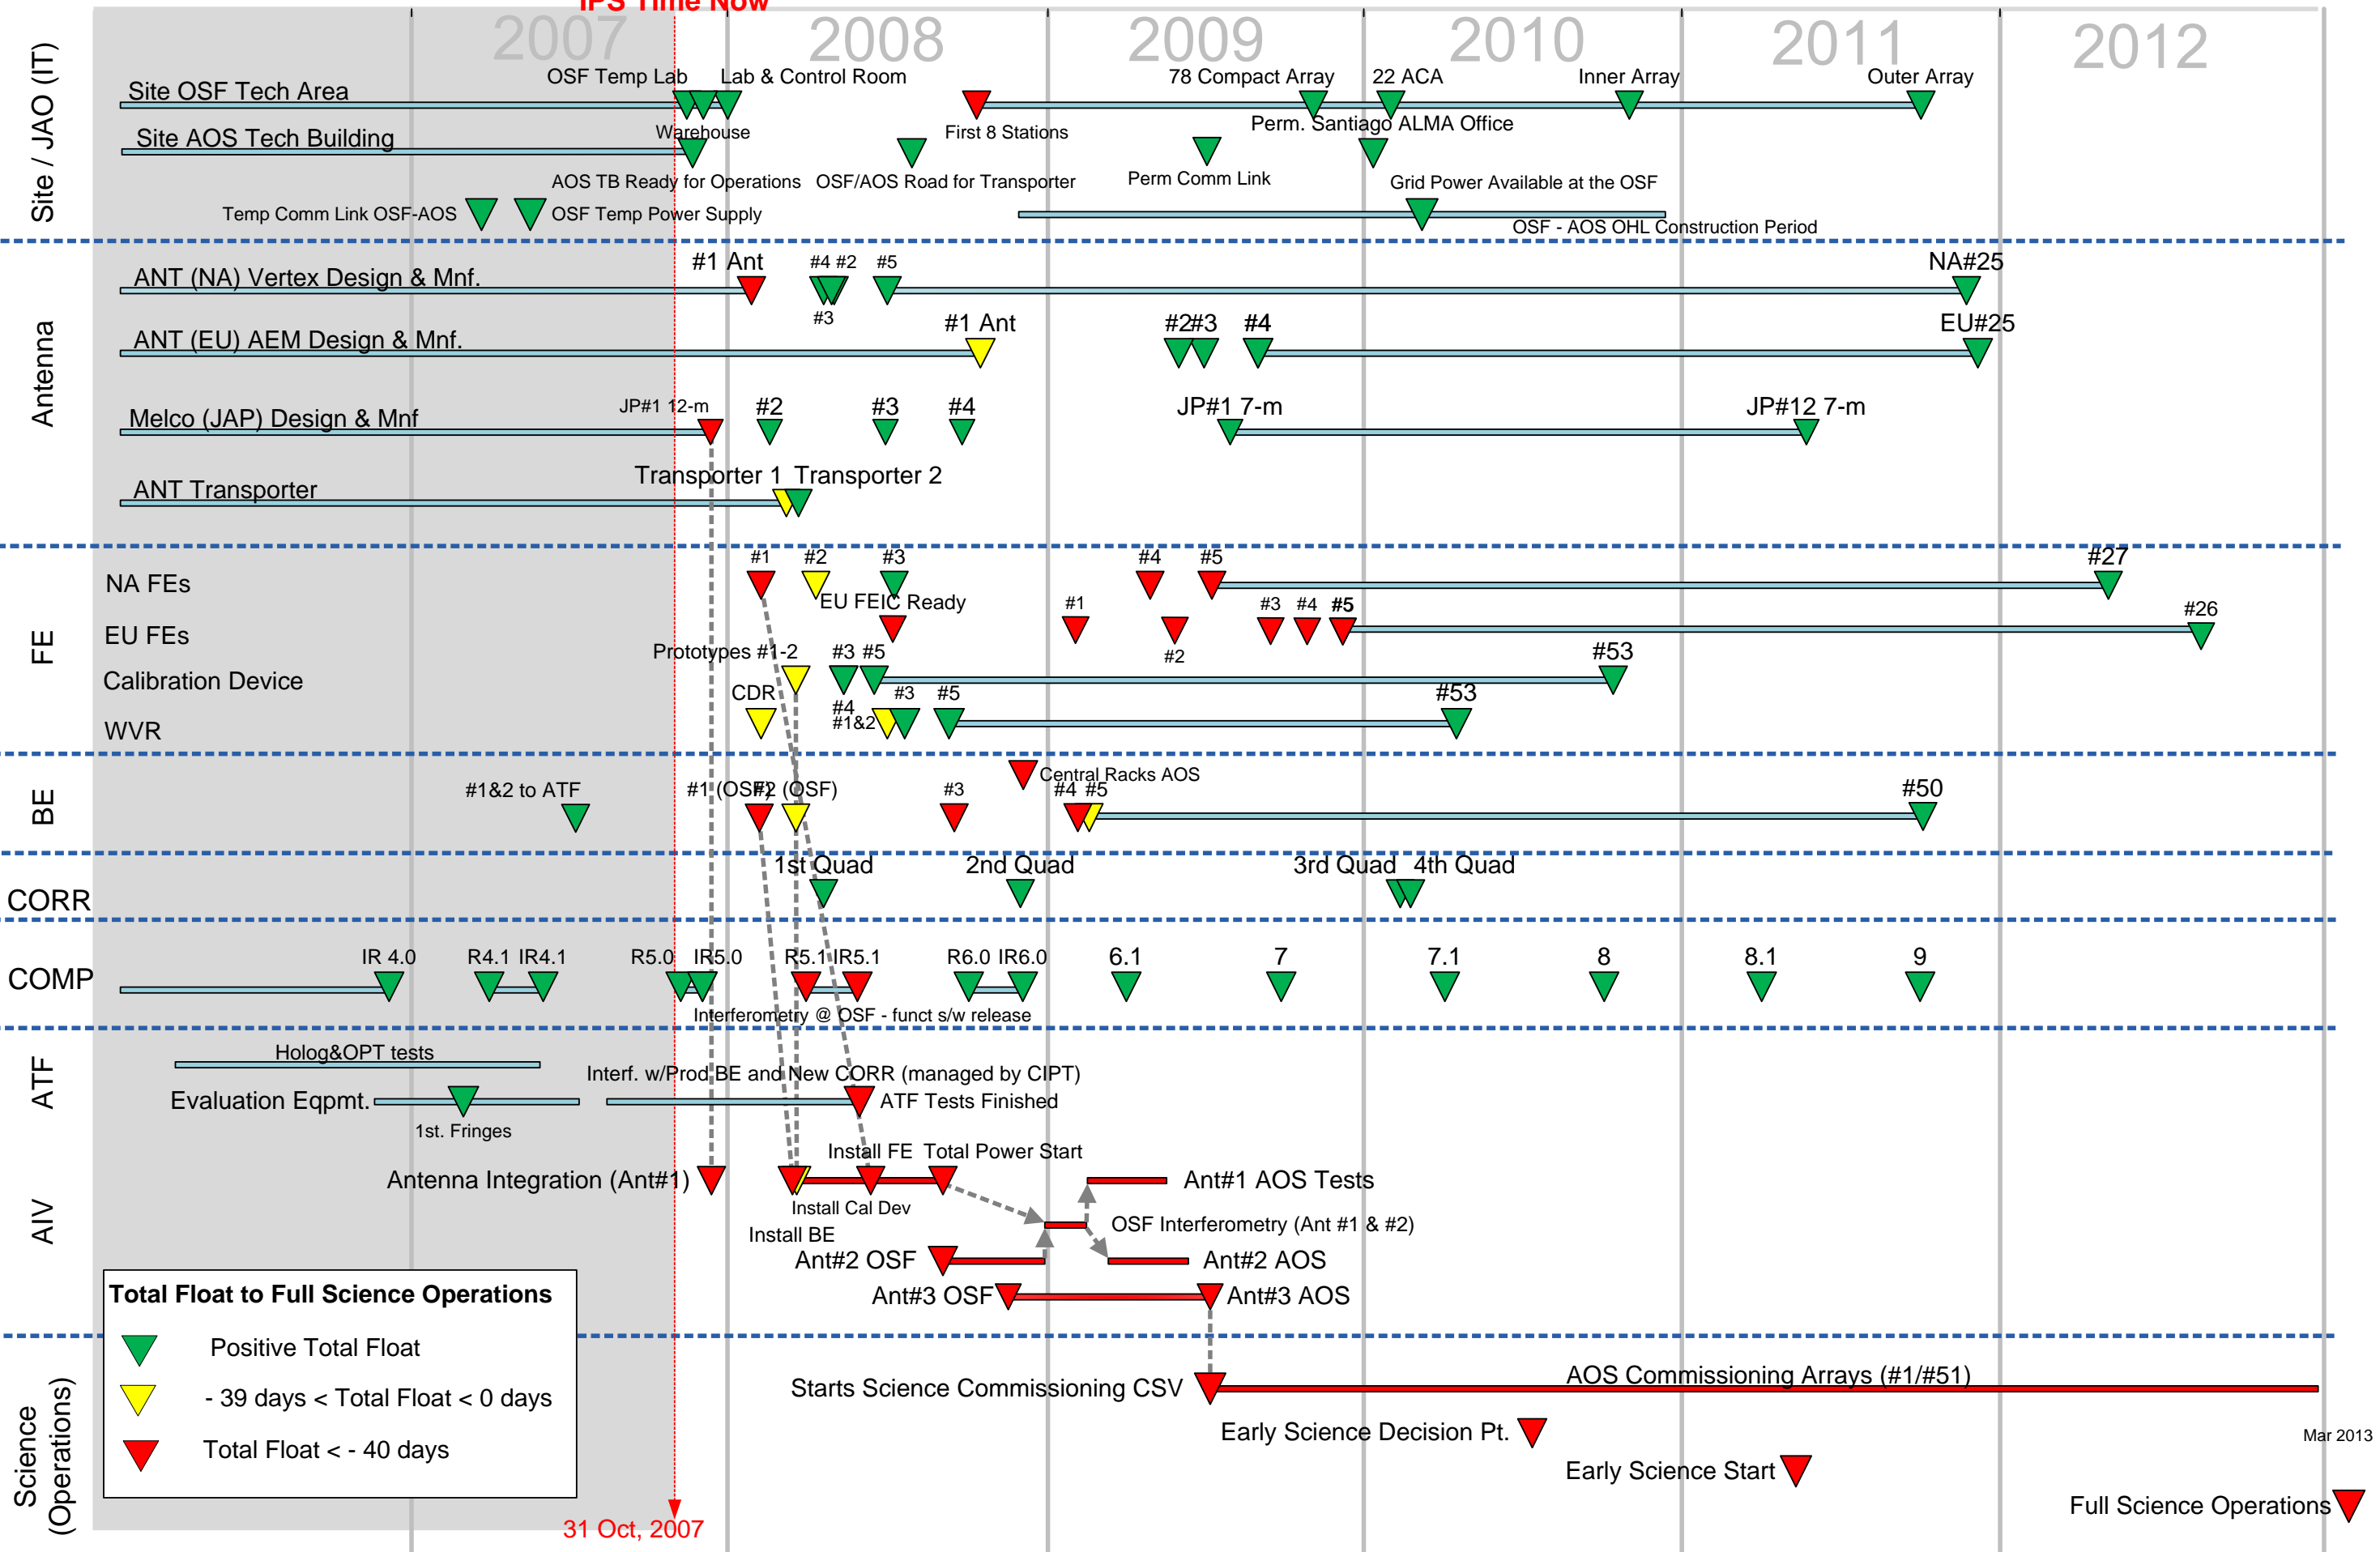 IPS Time Now
2007 2008 2009 2010 2011 2012
Site / JAO (IT)
OSF Temp Lab Lab & Control Room 78 Compact Array 22 ACA Inner Array Outer Array
Site OSF Tech Area
Warehouse First 8 Stations Perm. Santiago ALMA Office
Site AOS Tech Building
AOS TB Ready for Operations OSF/AOS Road for Transporter Perm Comm Link Grid Power Available at the OSF
Temp Comm Link OSF-AOS OSF Temp Power Supply
OSF - AOS OHL Construction Period
Antenna
#1 Ant #4 #2 #5 NA#25
ANT (NA) Vertex Design & Mnf.
#3
#1 Ant #2 #3 #4 EU#25
ANT (EU) AEM Design & Mnf.
JP#1 12-m #2 #3 #4 JP#1 7-m JP#12 7-m
Melco (JAP) Design & Mnf
Transporter 1 Transporter 2
ANT Transporter
FE
#1 #2 #3 #4 #5 #27
NA FEs
EU FEIC Ready #1 #3 #4 #5 #26
EU FEs
#2
Prototypes #1-2 #3 #5 #53
Calibration Device
#4
CDR #1&2 #3 #5 #53
WVR
BE
Central Racks AOS
#1&2 to ATF #1 (OSF) #2 (OSF) #3 #4 #5 #50
1st Quad 2nd Quad 3rd Quad 4th Quad
CORR
IR 4.0 R4.1 IR4.1 R5.0 IR5.0 R5.1 IR5.1 R6.0 IR6.0 6.1 7 7.1 8 8.1 9
COMP
Interferometry @ OSF - funct s/w release
ATF
Holog&OPT tests
Interf. w/Prod BE and New CORR (managed by CIPT)
Evaluation Eqpmt. ATF Tests Finished
1st. Fringes
AIV
Install FE Total Power Start
Antenna Integration (Ant#1) Ant#1 AOS Tests
Install Cal Dev
OSF Interferometry (Ant #1 & #2)
Install BE
Ant#2 OSF Ant#2 AOS
Ant#3 OSF Ant#3 AOS
Total Float to Full Science Operations
Positive Total Float
- 39 days < Total Float < 0 days
Total Float < - 40 days
Science
(Operations)
AOS Commissioning Arrays (#1/#51)
Starts Science Commissioning CSV
Early Science Decision Pt.
Mar 2013
Early Science Start
Full Science Operations
31 Oct, 2007